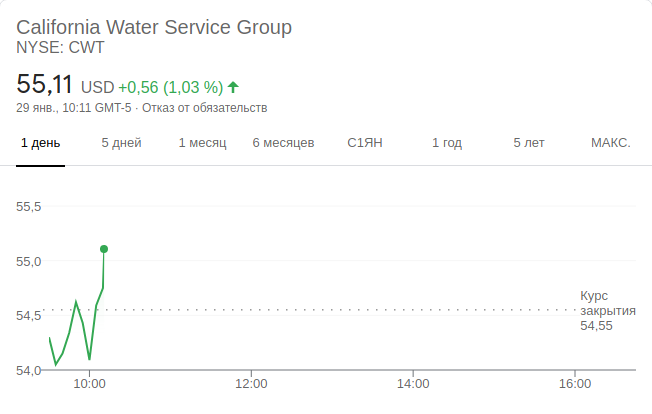 California Water Service Group
NYSE: CWT
55,11 USD +0,56 (1,03 %)
29 янв., 10:11 GMT-5 · Отказ от обязательств
1 день 5 дней 1 месяц 6 месяцев С1ЯН 1 год 5 лет МАКС.
55,5
55,0
54,5
54,0
Курс
закрытия
54,55
10:00 12:00 14:00 16:00